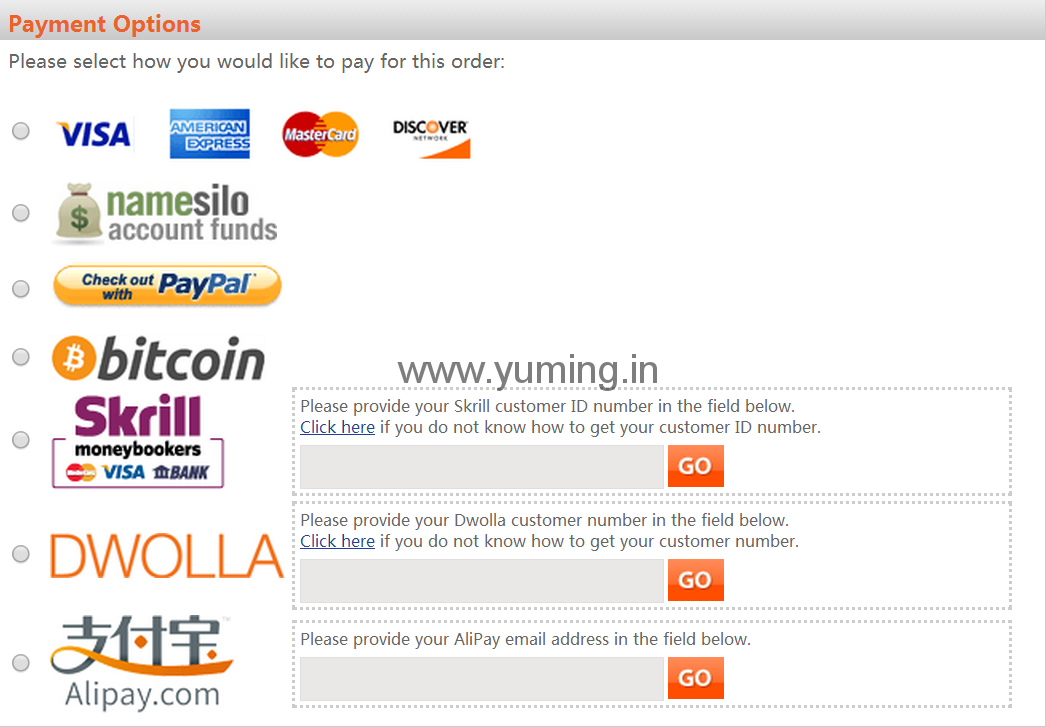 Payment Options
Please select how you would like to pay for this order:
VISA
AMERICAN
EXPRESS
MasterCard
DISCOVER
NETWORK
$
namesilo
account funds
Check out
with
PayPal™
bitcoin
www.yuming.in
Skrill
moneybookers
MasterCard VISA BANK
Please provide your Skrill customer ID number in the field below.
Click here if you do not know how to get your customer ID number.
GO
DWOLLA
Please provide your Dwolla customer number in the field below.
Click here if you do not know how to get your customer number.
GO
支付宝™
Alipay.com
Please provide your AliPay email address in the field below.
GO